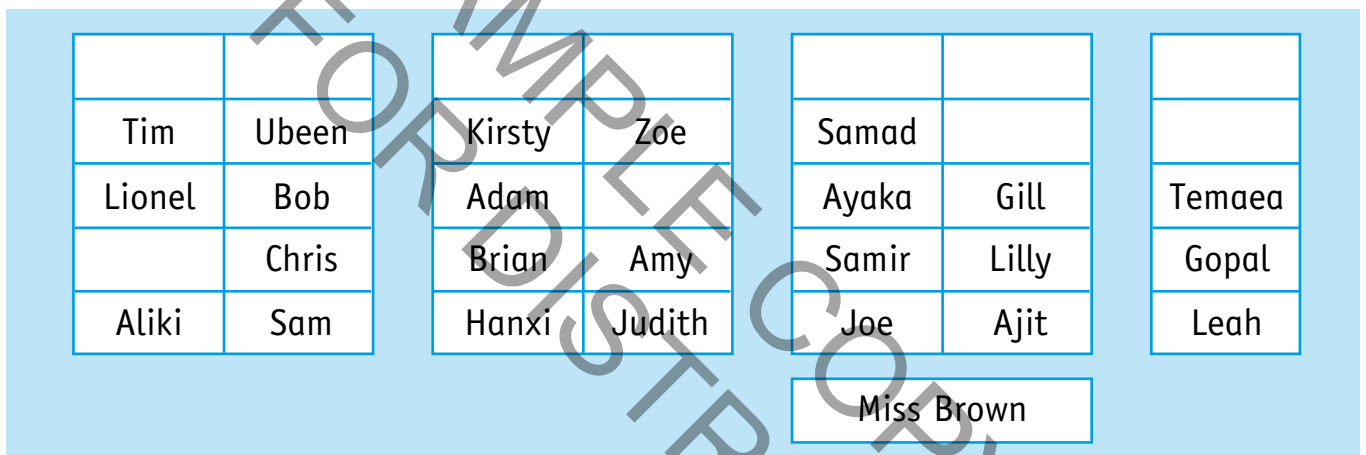 Tim Ubeen Kirsty Zoe Samad
Lionel Bob Adam Ayaka Gill Temaea
Chris Brian Amy Samir Lilly Gopal
Aliki Sam Hanxi Judith Joe Ajit Leah
Miss Brown